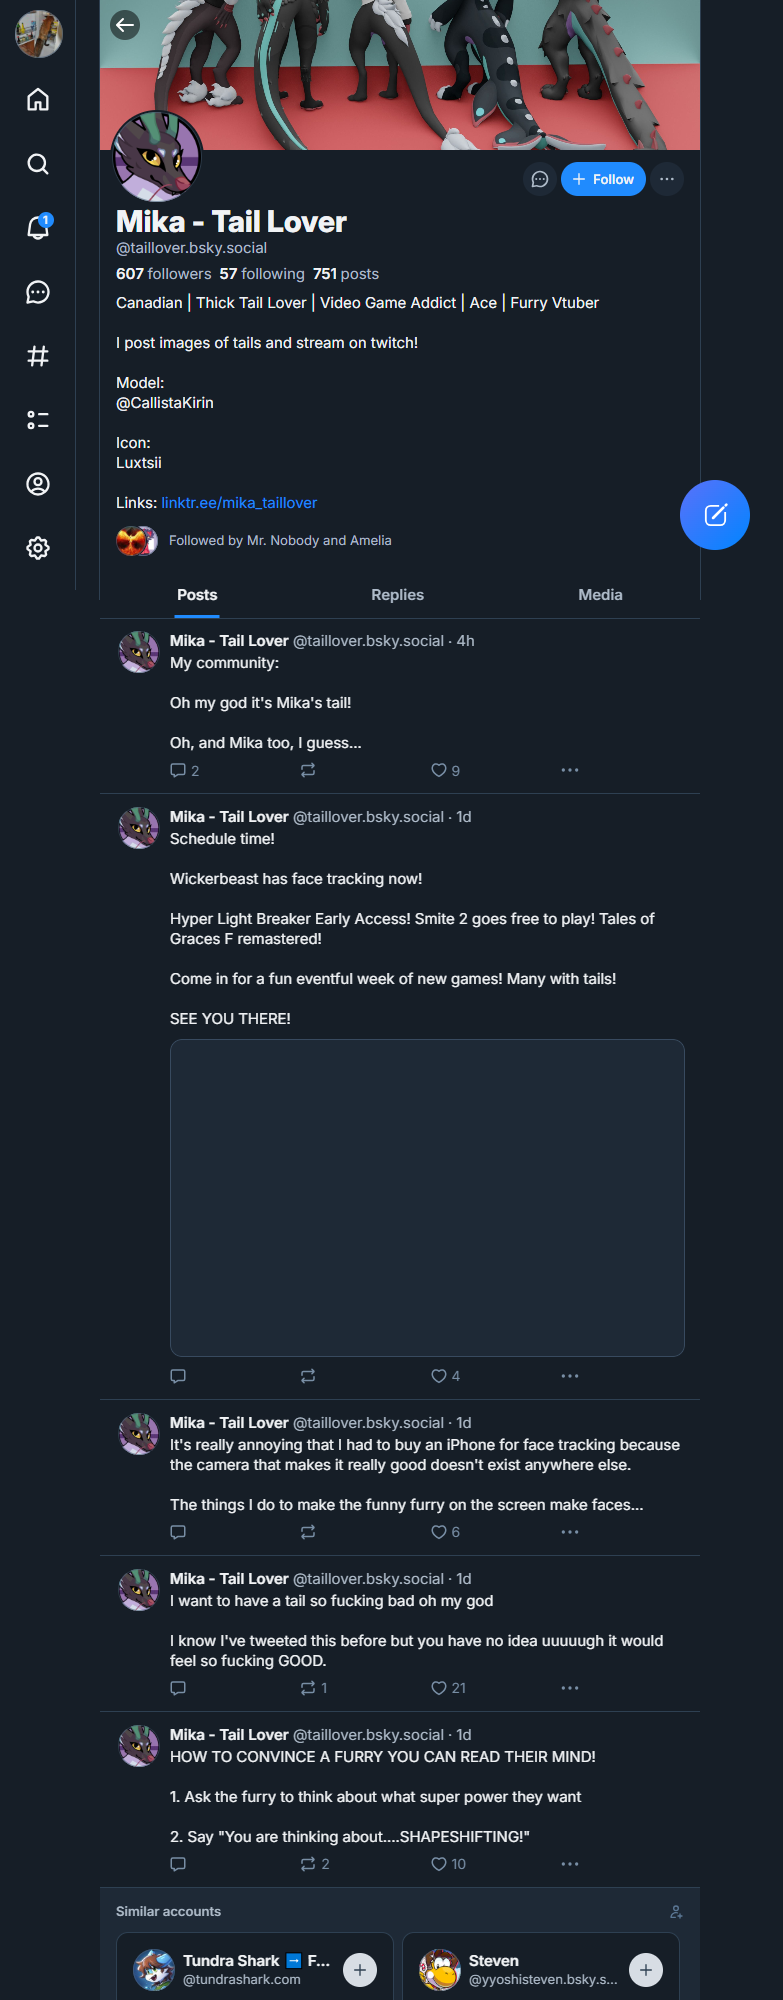 1
+ Follow
Mika - Tail Lover
@taillover.bsky.social
607 followers 57 following 751 posts
Canadian | Thick Tail Lover | Video Game Addict | Ace | Furry Vtuber
I post images of tails and stream on twitch!
Model:
@CallistaKirin
Icon:
Luxtsii
Links: linktr.ee/mika_taillover
Followed by Mr. Nobody and Amelia
Posts Replies Media
Mika - Tail Lover @taillover.bsky.social · 4h
My community:
Oh my god it's Mika's tail!
Oh, and Mika too, I guess...
2 9
Mika - Tail Lover @taillover.bsky.social · 1d
Schedule time!
Wickerbeast has face tracking now!
Hyper Light Breaker Early Access! Smite 2 goes free to play! Tales of
Graces F remastered!
Come in for a fun eventful week of new games! Many with tails!
SEE YOU THERE!
4
Mika - Tail Lover @taillover.bsky.social · 1d
It's really annoying that I had to buy an iPhone for face tracking because
the camera that makes it really good doesn't exist anywhere else.
The things I do to make the funny furry on the screen make faces...
6
Mika - Tail Lover @taillover.bsky.social · 1d
I want to have a tail so fucking bad oh my god
I know I've tweeted this before but you have no idea uuuuugh it would
feel so fucking GOOD.
1 21
Mika - Tail Lover @taillover.bsky.social · 1d
HOW TO CONVINCE A FURRY YOU CAN READ THEIR MIND!
1. Ask the furry to think about what super power they want
2. Say "You are thinking about....SHAPESHIFTING!"
2 10
Similar accounts
Tundra Shark ➡️ F...
@tundrashark.com
Steven
@yyoshisteven.bsky.s...